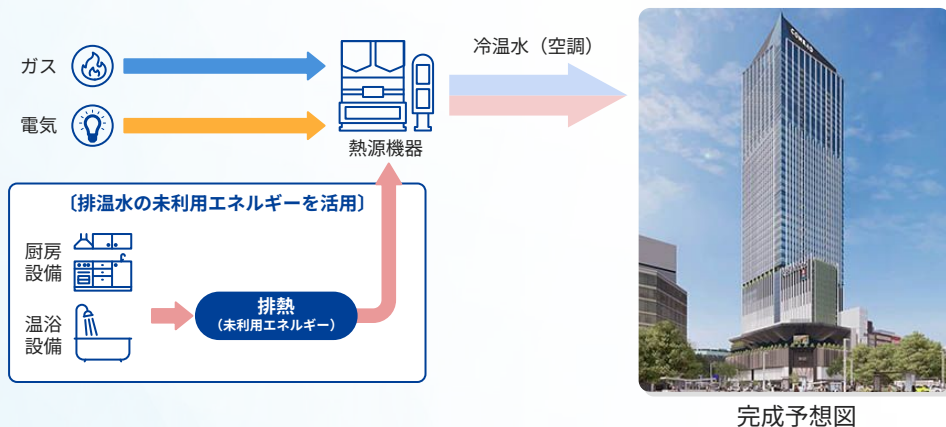 ガス
電気
熱源機器
冷温水（空調）
〔排温水の未利用エネルギーを活用〕
厨房
設備
温浴
設備
排熱
（未利用エネルギー）
CONRAD
完成予想図